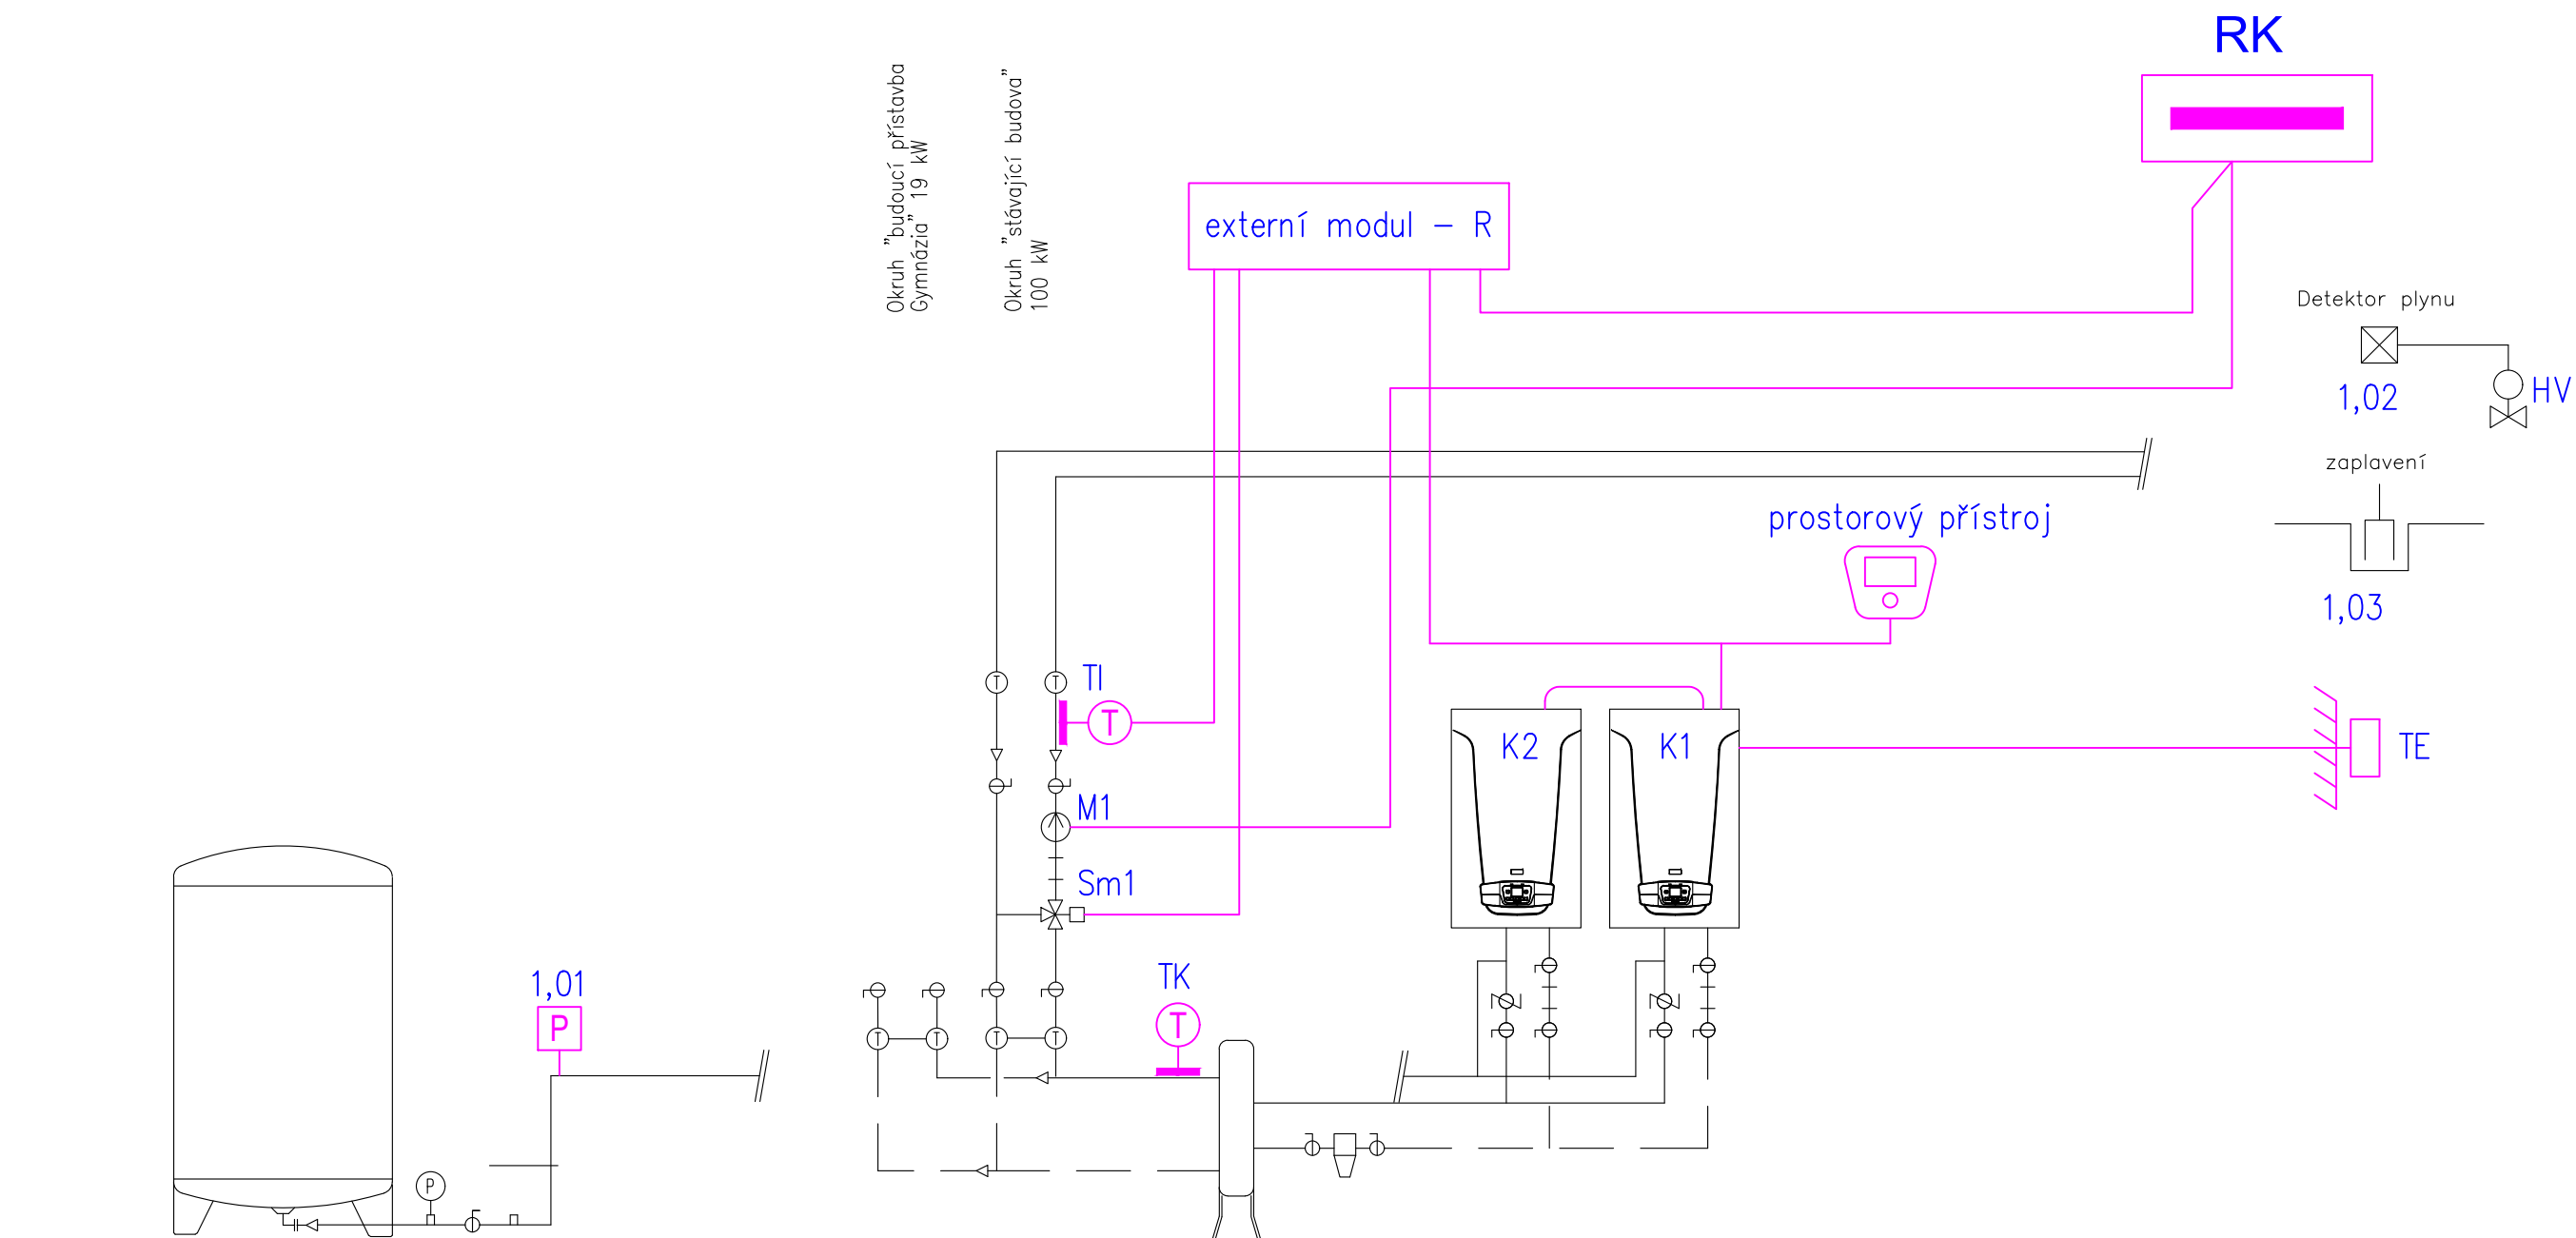 RK
Okruh "budoucí přístavba
Gymnázia" 19 kW
Okruh "stávající budova"
100 kW
externí modul – R
Detektor plynu
1,02
HV
zaplavení
1,03
prostorový přístroj
T
T
TI
T
K2
K1
TE
M1
Sm1
1,01
P
TK
T
T
T
T
T
P